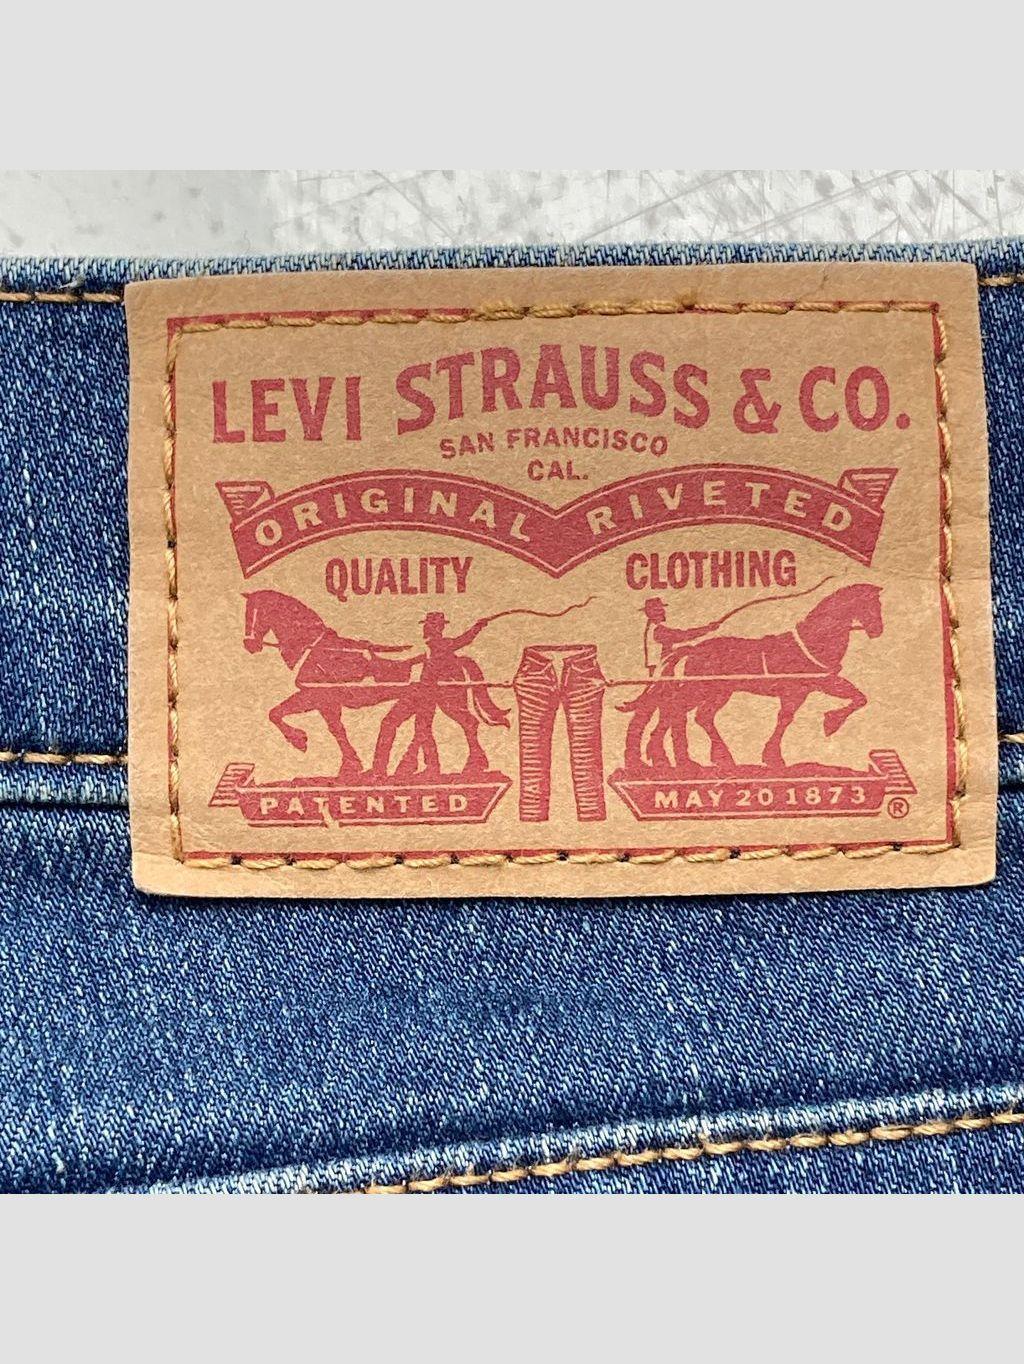 LEVI STRAUSS & CO.
SAN FRANCISCO
CAL.
ORIGINAL RIVETED
QUALITY CLOTHING
PATENTED MAY 20 1873 ®